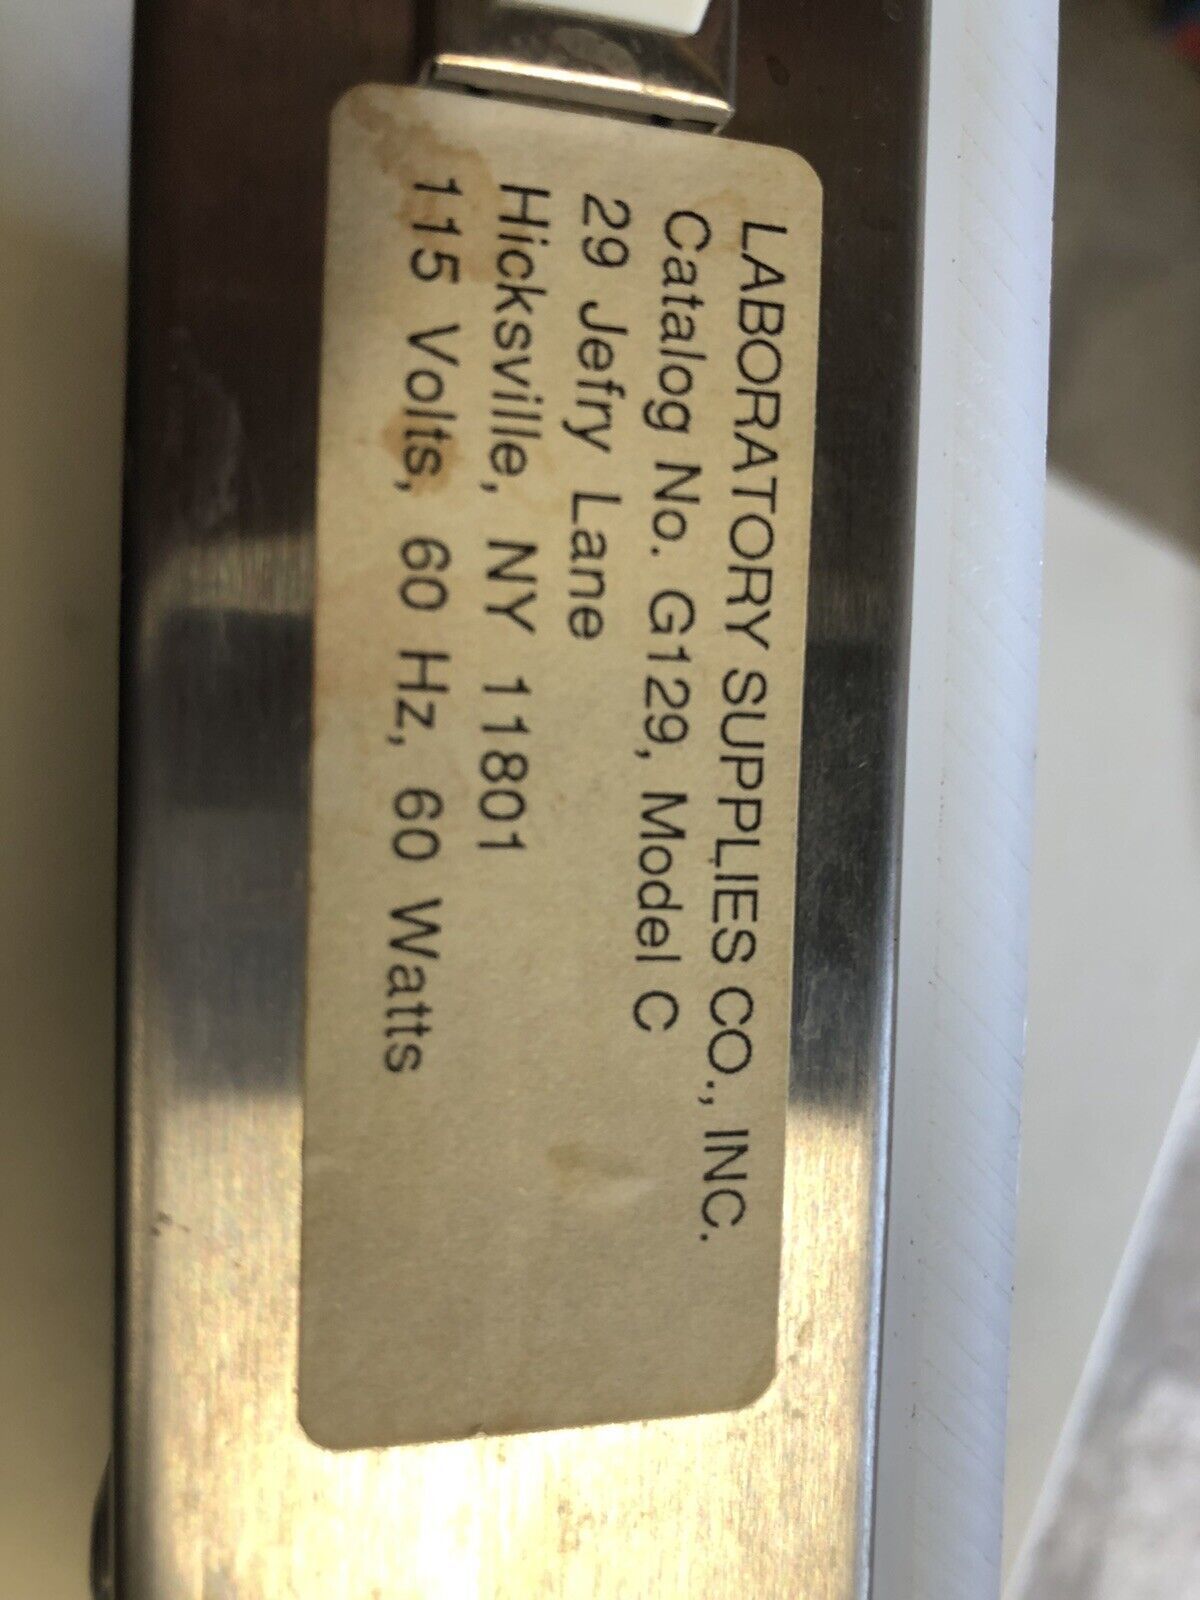 LABORATORY SUPPLIES CO., INC.
Catalog No. G129, Model C
29 Jefry Lane
Hicksville, NY 11801
115 Volts, 60 Hz, 60 Watts